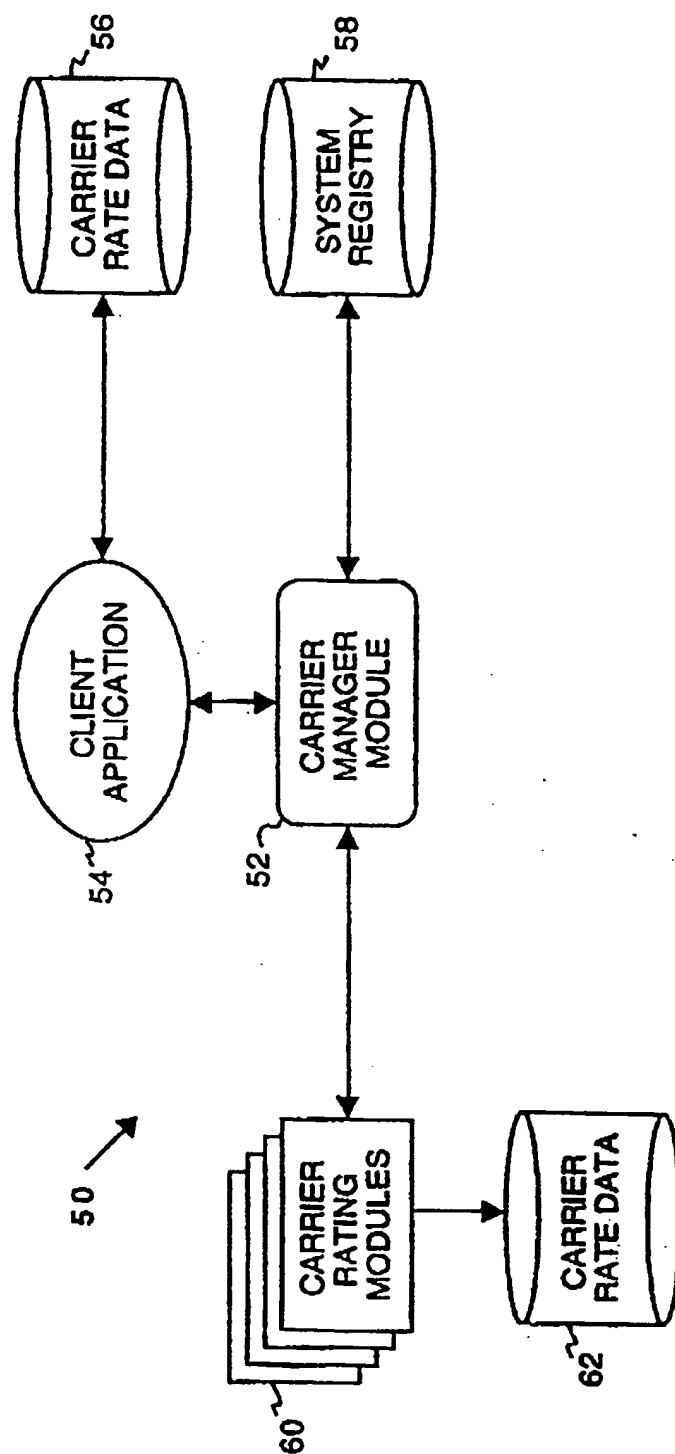 50
CLIENT
APPLICATION
54
CARRIER
RATE DATA
56
CARRIER
RATING
MODULES
60
CARRIER
MANAGER
MODULE
52
SYSTEM
REGISTRY
58
CARRIER
RATE DATA
62